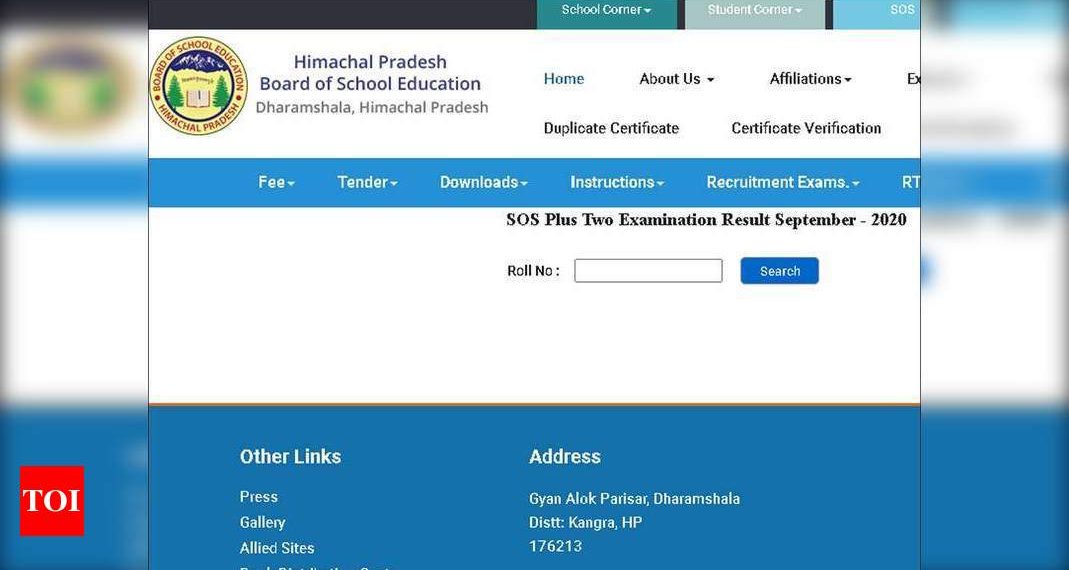 School Corner
Student Corner
SOS
BOARD OF SCHOOL EDUCATION
HIMACHAL PRADESH
Himachal Pradesh
Board of School Education
Dharamshala, Himachal Pradesh
Home
About Us
Affiliations
Ex
Duplicate Certificate
Certificate Verification
Fee
Tender
Downloads
Instructions
Recruitment Exams.
RT
SOS Plus Two Examination Result September - 2020
Roll No :
Search
Other Links
Press
Gallery
Allied Sites
Address
Gyan Alok Parisar, Dharamshala
Distt: Kangra, HP
176213
TOI